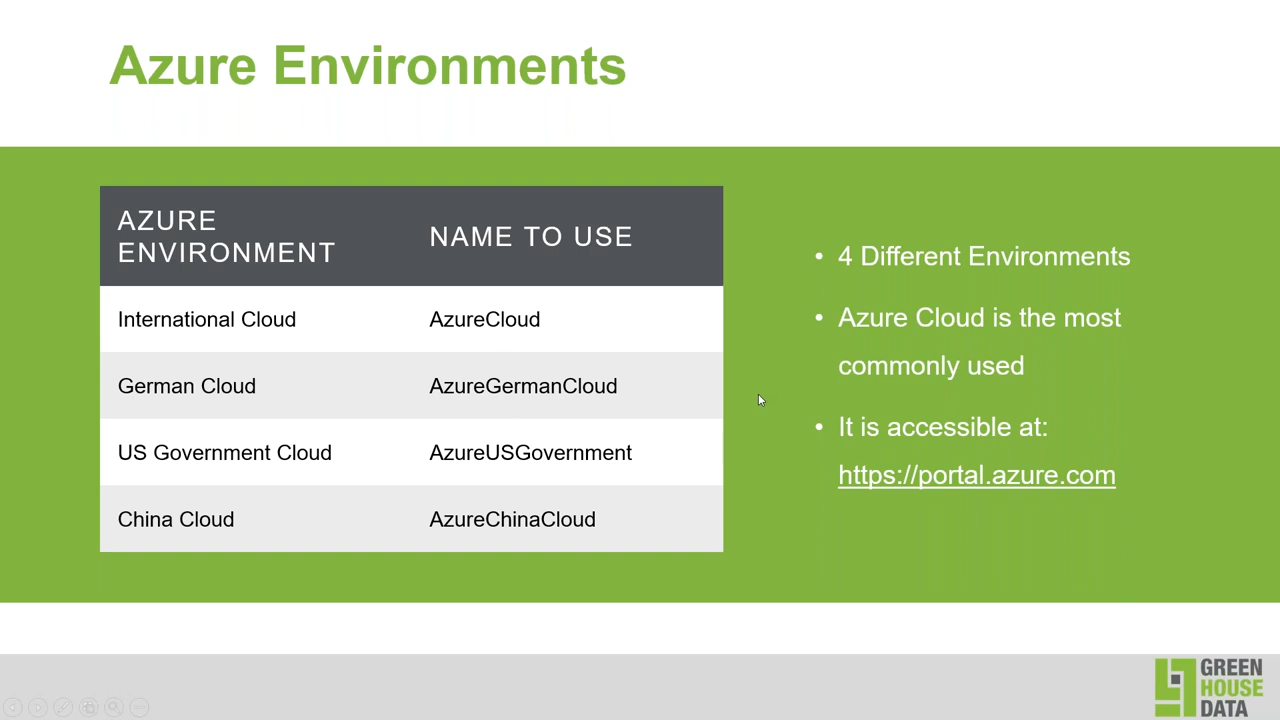 Azure Environments
AZURE
ENVIRONMENT
NAME TO USE
International Cloud
AzureCloud
German Cloud
AzureGermanCloud
US Government Cloud
AzureUSGovernment
China Cloud
AzureChinaCloud
• 4 Different Environments
• Azure Cloud is the most
commonly used
• It is accessible at:
https://portal.azure.com
GREEN
HOUSE
DATA